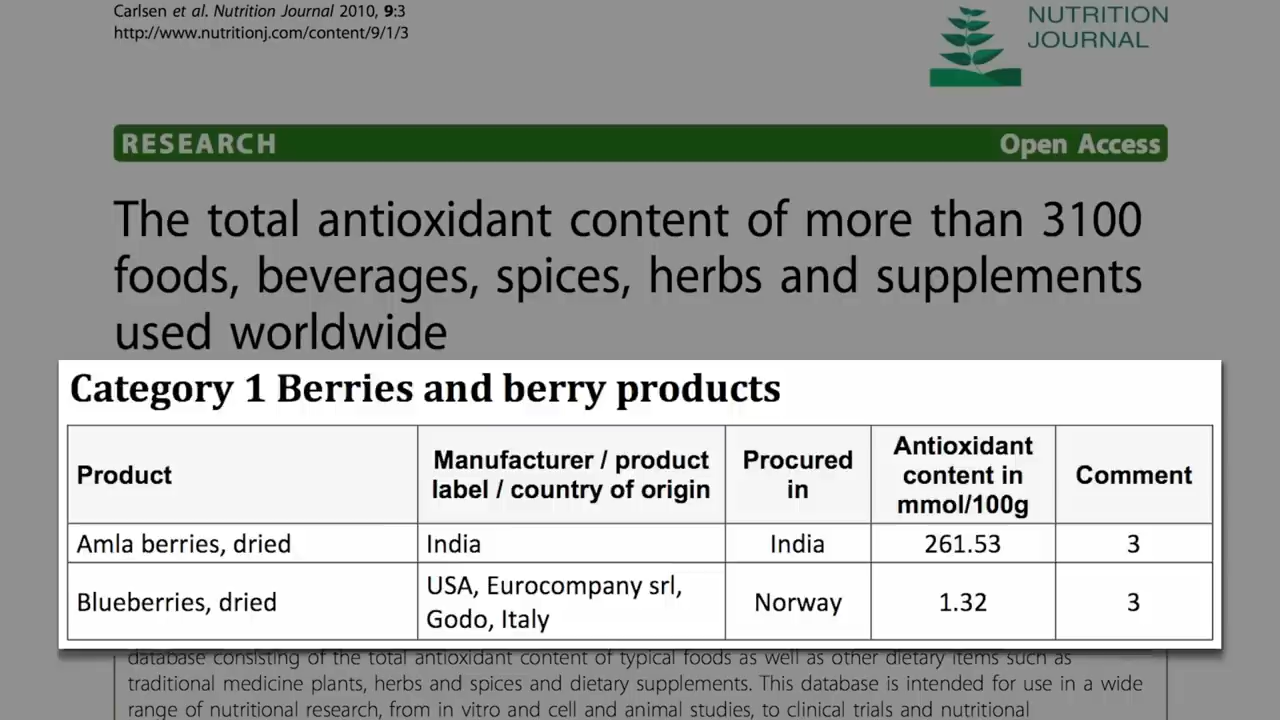 Carlsen et al. Nutrition Journal 2010, 9:3
http://www.nutritionj.com/content/9/1/3
NUTRITION
JOURNAL
RESEARCH
Open Access
The total antioxidant content of more than 3100
foods, beverages, spices, herbs and supplements
used worldwide
Category 1 Berries and berry products
Product
Manufacturer / product
label / country of origin
Procured
in
Antioxidant
content in
mmol/100g
Comment
Amla berries, dried
India
India
261.53
3
Blueberries, dried
USA, Eurocompany srl,
Godo, Italy
Norway
1.32
3
database consisting of the total antioxidant content of typical foods as well as other dietary items such as
traditional medicine plants, herbs and spices and dietary supplements. This database is intended for use in a wide
range of nutritional research, from in vitro and cell and animal studies, to clinical trials and nutritional